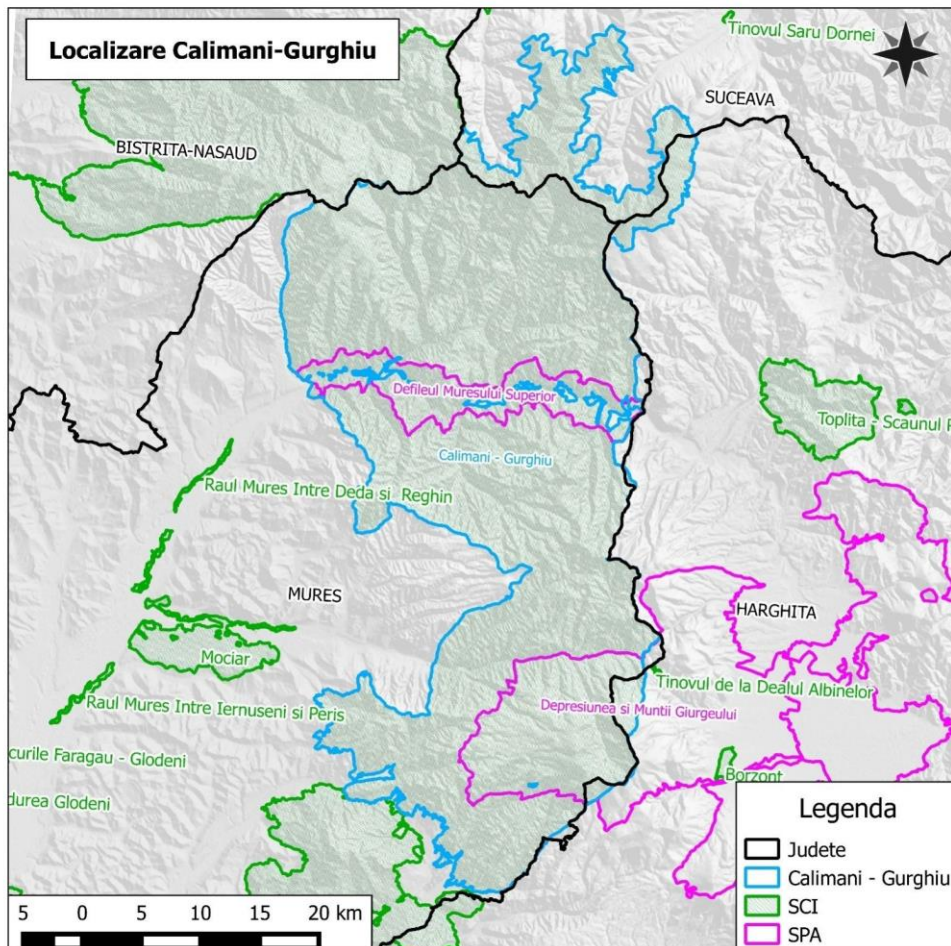 Localizare Calimani-Gurghiu
Tinovul Saru Dornei
SUCEAVA
BISTRITA-NASAUD
Defileul Muresului Superior
Toplita - Scaunul
Calimani - Gurghiu
Raul Mures Intre Deda si Reghin
MURES
HARGHITA
Mociar
Tinovul de la Dealul Albinelor
Raul Mures Intre Iernuseni si Peris
Depresiunea si Muntii Giurgeului
curile Faragau - Glodeni
Borzont
durea Glodeni
Legenda
Judete
Calimani - Gurghiu
SCI
SPA
5 0 5 10 15 20 km